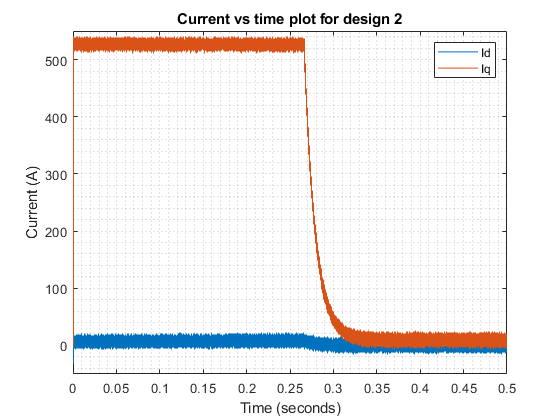 Current vs time plot for design 2
Id
Iq
500
400
300
200
100
0
Current (A)
0 0.05 0.1 0.15 0.2 0.25 0.3 0.35 0.4 0.45 0.5
Time (seconds)